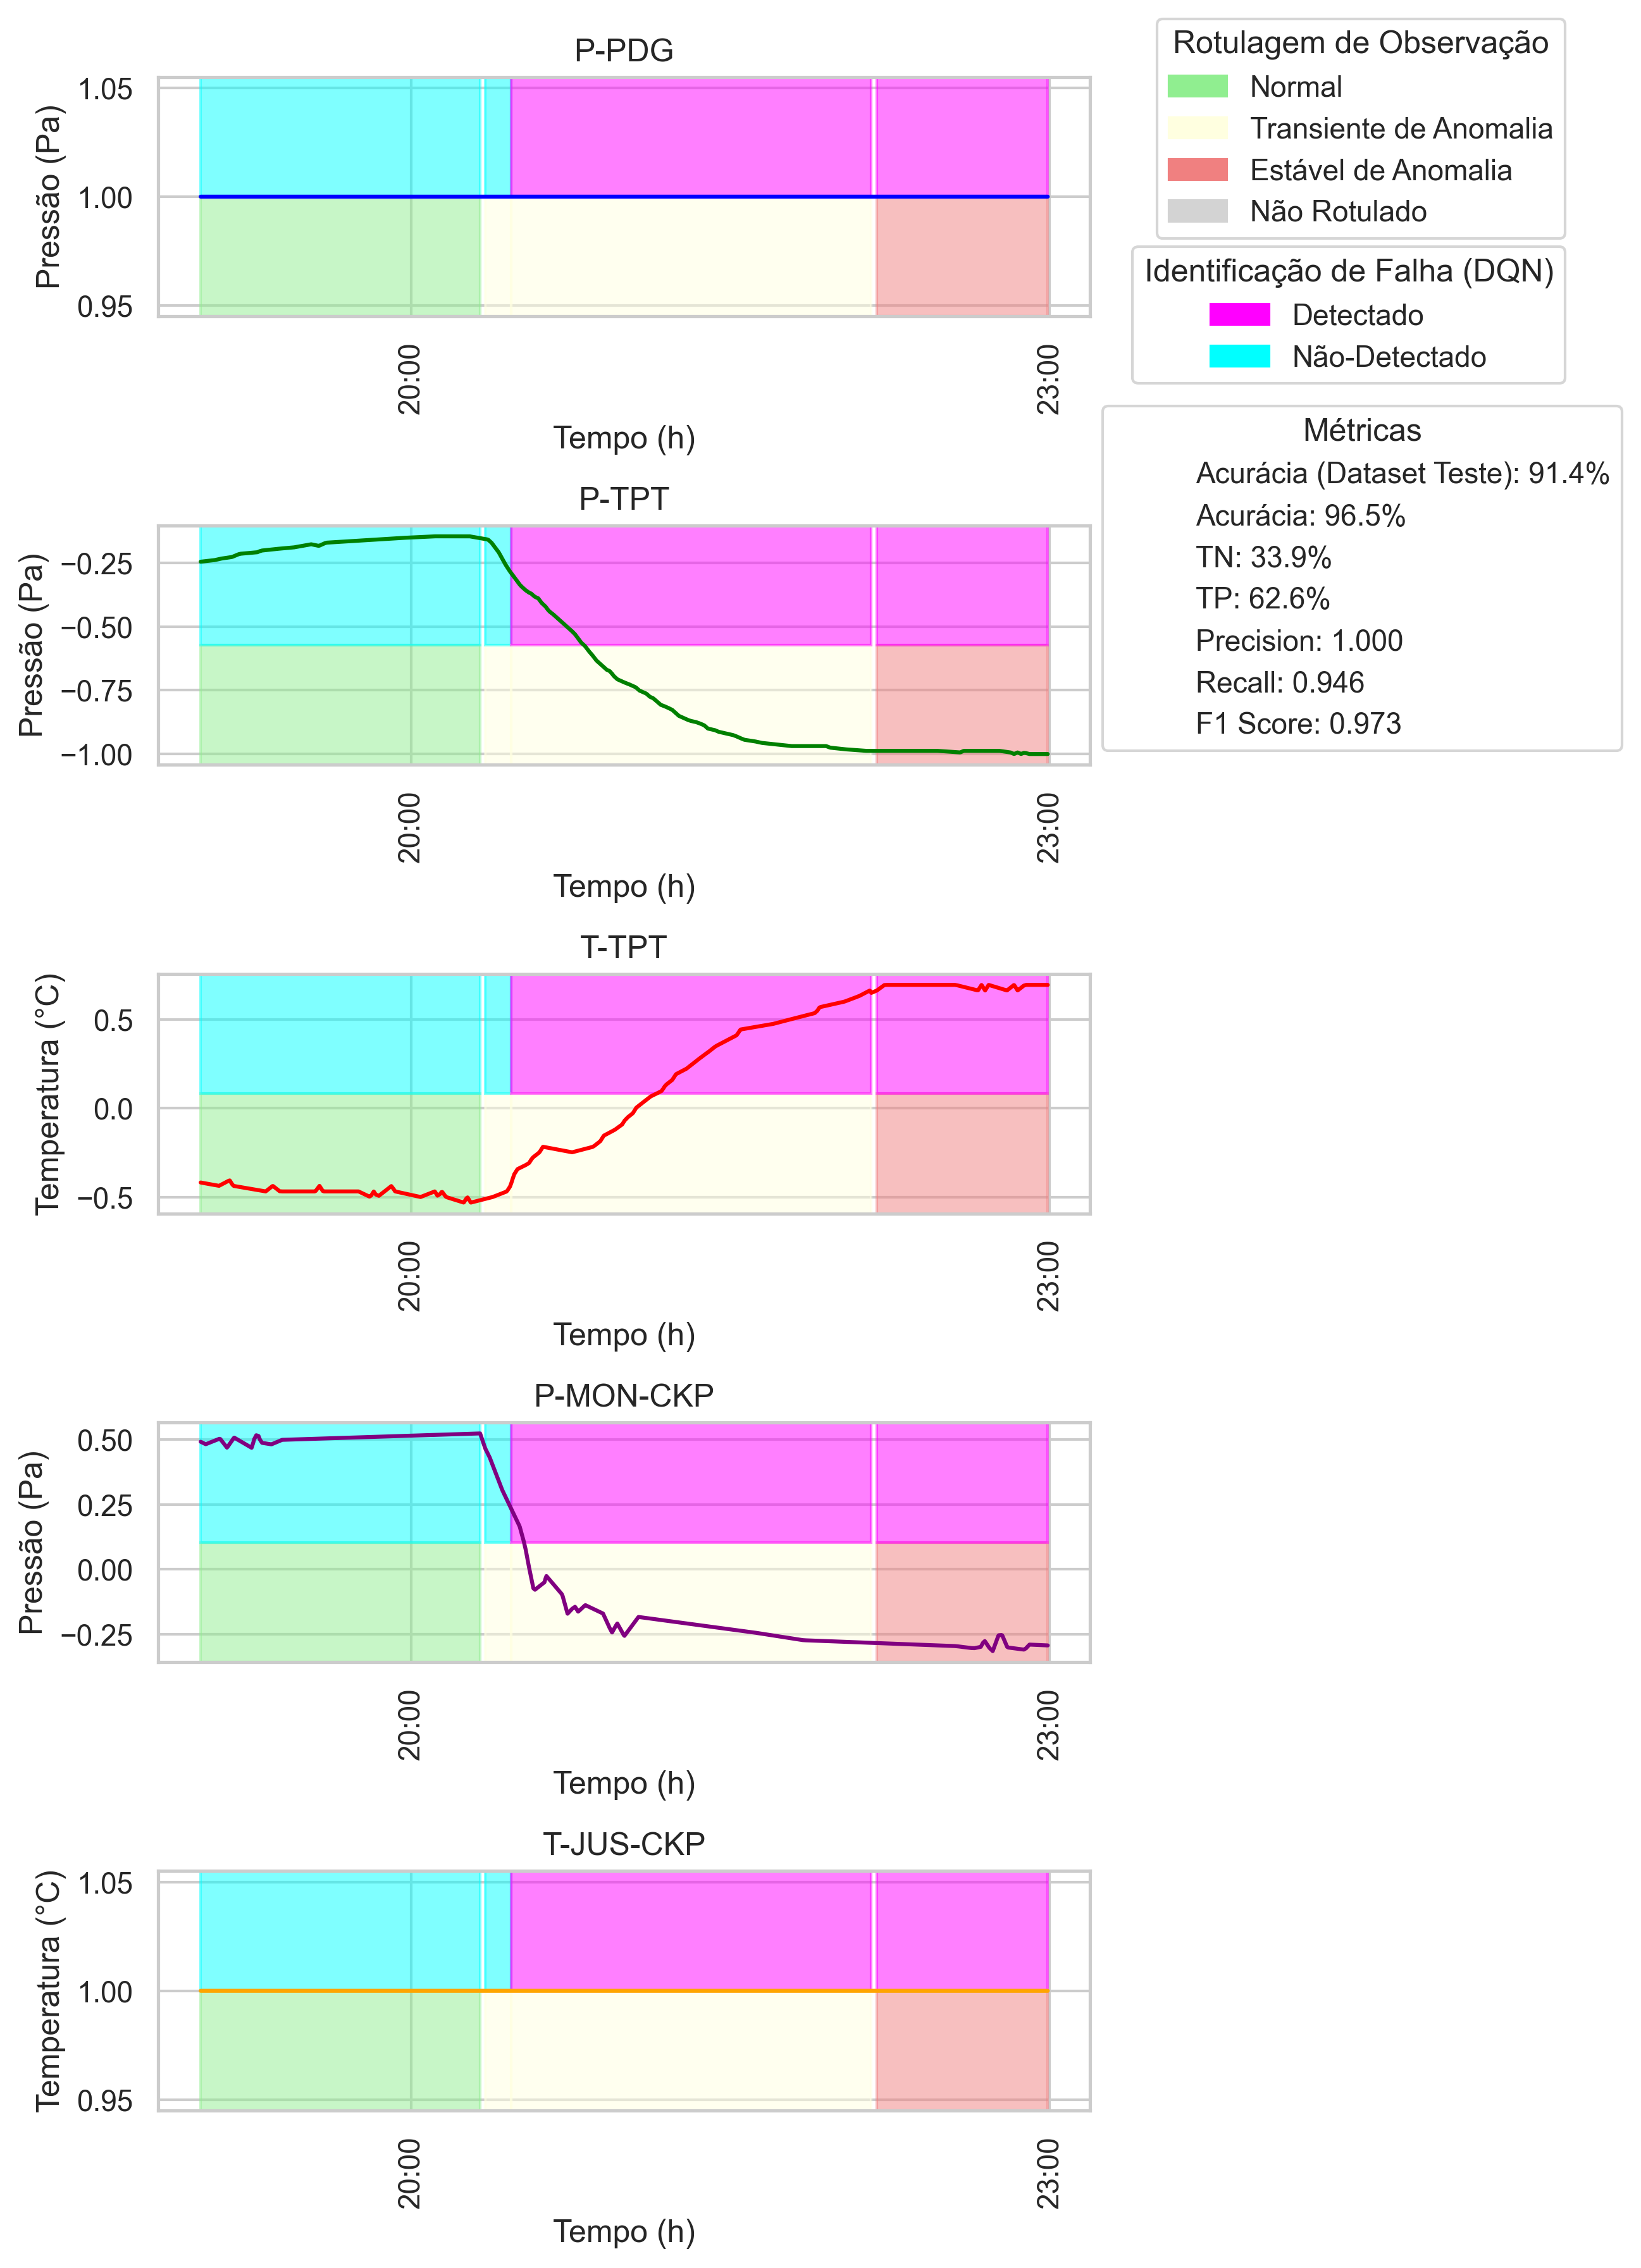 P-PDG
Pressão (Pa)
1.05
1.00
0.95
20:00
23:00
Tempo (h)
Rotulagem de Observação
Normal
Transiente de Anomalia
Estável de Anomalia
Não Rotulado
Identificação de Falha (DQN)
Detectado
Não-Detectado
Métricas
Acurácia (Dataset Teste): 91.4%
Acurácia: 96.5%
TN: 33.9%
TP: 62.6%
Precision: 1.000
Recall: 0.946
F1 Score: 0.973
P-TPT
Pressão (Pa)
−0.25
−0.50
−0.75
−1.00
20:00
23:00
Tempo (h)
T-TPT
Temperatura (°C)
0.5
0.0
−0.5
20:00
23:00
Tempo (h)
P-MON-CKP
Pressão (Pa)
0.50
0.25
0.00
−0.25
20:00
23:00
Tempo (h)
T-JUS-CKP
Temperatura (°C)
1.05
1.00
0.95
20:00
23:00
Tempo (h)